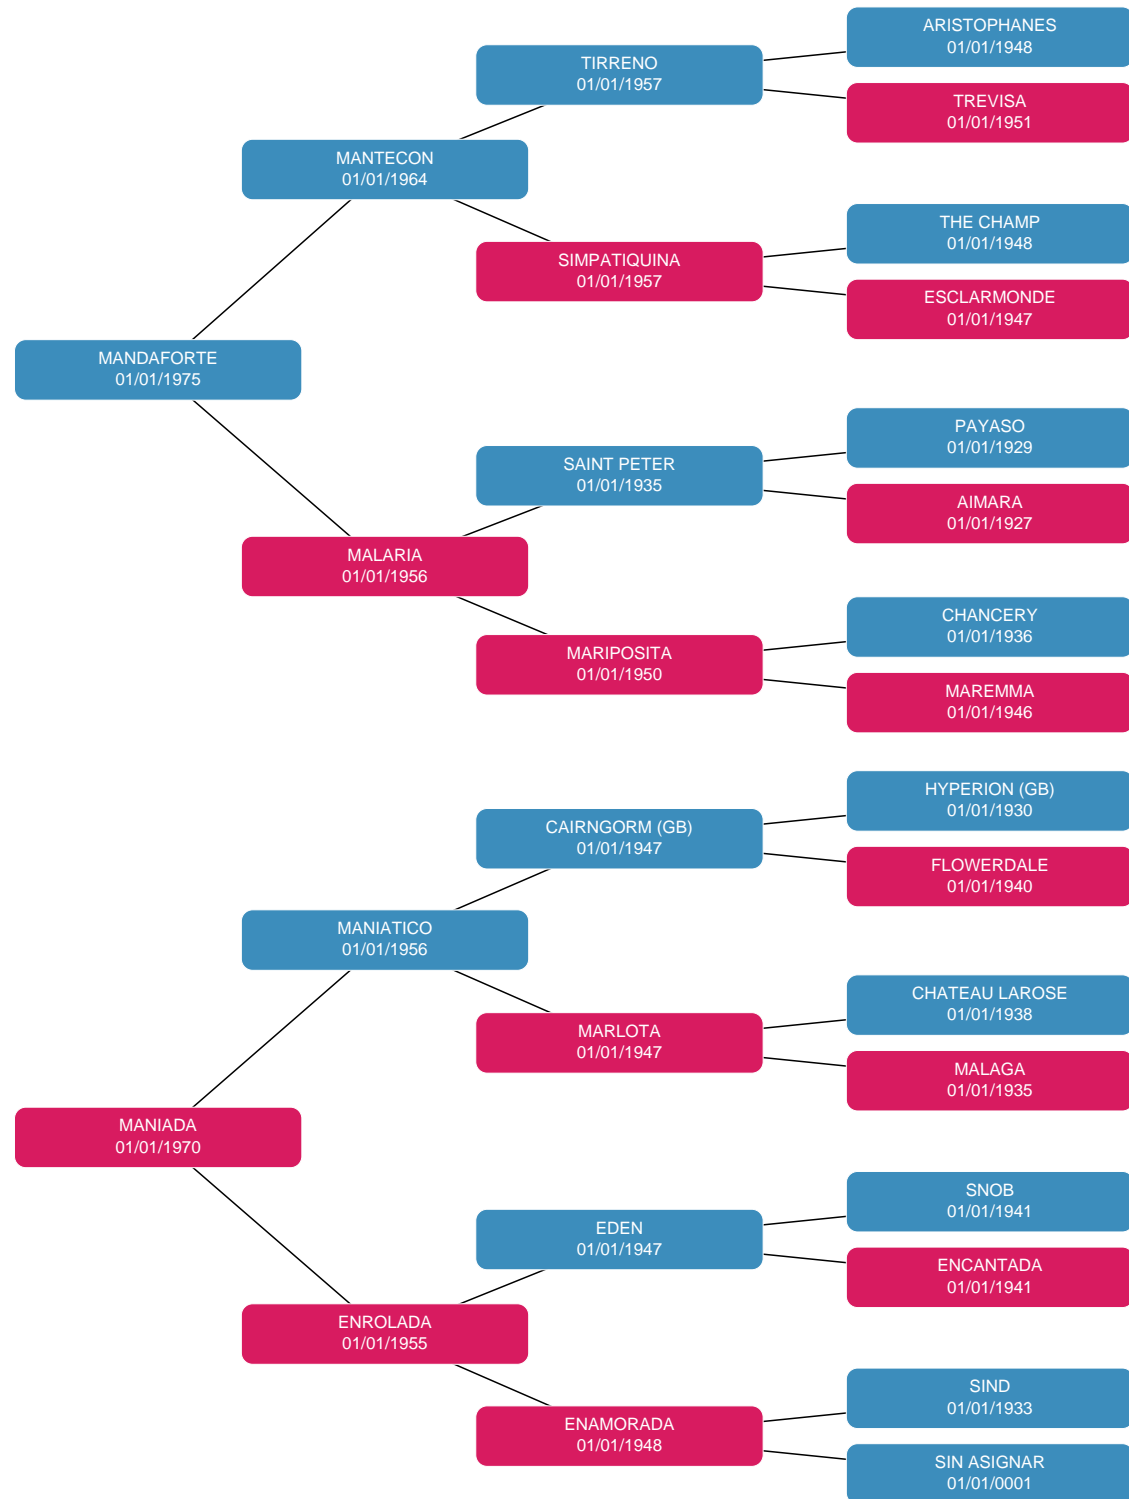 ARISTOPHANES
01/01/1948
TIRRENO
01/01/1957
TREVISA
01/01/1951
MANTECON
01/01/1964
THE CHAMP
01/01/1948
SIMPATIQUINA
01/01/1957
ESCLARMONDE
01/01/1947
MANDAFORTE
01/01/1975
PAYASO
01/01/1929
SAINT PETER
01/01/1935
AIMARA
01/01/1927
MALARIA
01/01/1956
CHANCERY
01/01/1936
MARIPOSITA
01/01/1950
MAREMMA
01/01/1946
HYPERION (GB)
01/01/1930
CAIRNGORM (GB)
01/01/1947
FLOWERDALE
01/01/1940
MANIATICO
01/01/1956
CHATEAU LAROSE
01/01/1938
MARLOTA
01/01/1947
MALAGA
01/01/1935
MANIADA
01/01/1970
SNOB
01/01/1941
EDEN
01/01/1947
ENCANTADA
01/01/1941
ENROLADA
01/01/1955
SIND
01/01/1933
ENAMORADA
01/01/1948
SIN ASIGNAR
01/01/0001